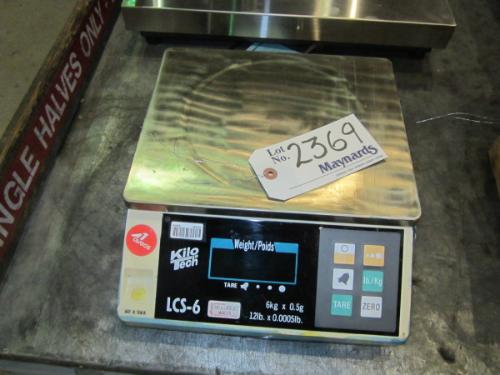 NGLE HALVES ONLY
Lot No. 2369
Maynards
Kilo Tech
Weight/Poids
TARE
lb/Kg
TARE
ZERO
LCS-6
6kg x 0.5g
12lb. x 0.0005lb.